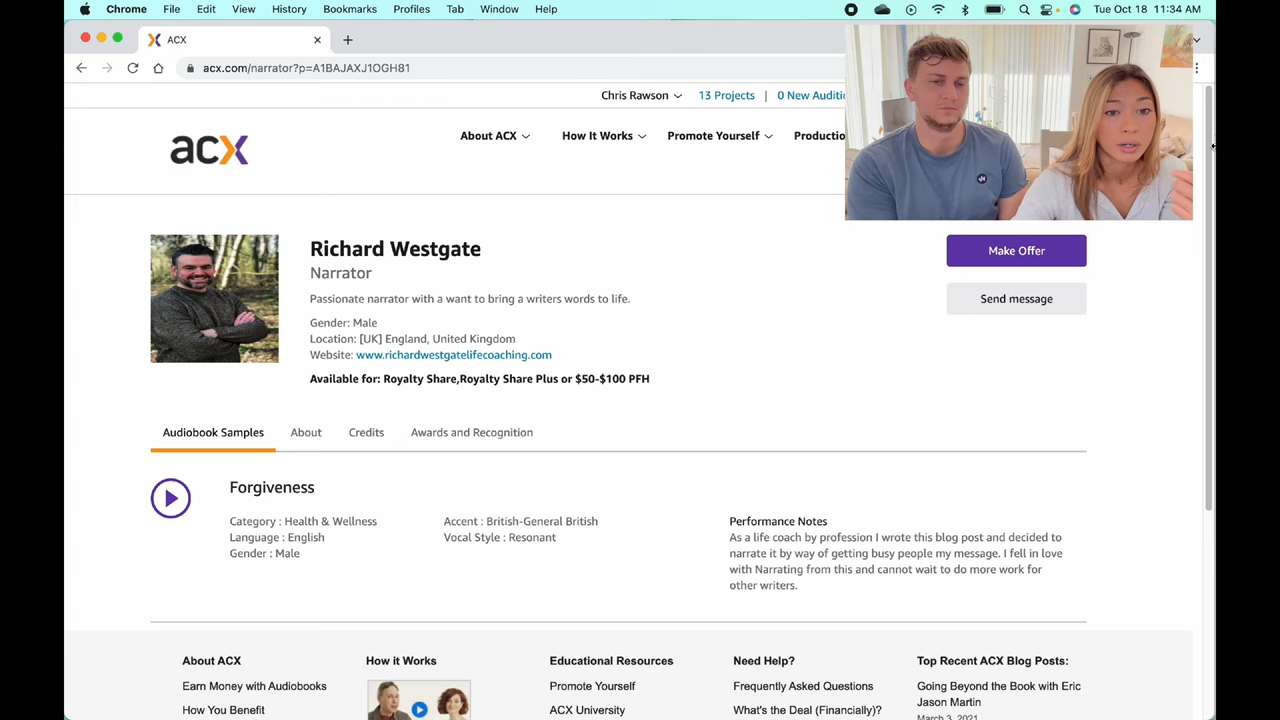 Chrome File Edit View History Bookmarks Profiles Tab Window Help Tue Oct 18 11:34 AM
ACX
acx.com/narrator?p=A1BAJAXJ1OGH81
Chris Rawson 13 Projects | 0 New Auditio
acx
About ACX How It Works Promote Yourself Productio
Richard Westgate
Narrator
Passionate narrator with a want to bring a writers words to life.
Gender: Male
Location: [UK] England, United Kingdom
Website: www.richardwestgatelifecoaching.com
Available for: Royalty Share,Royalty Share Plus or $50-$100 PFH
Make Offer
Send message
Audiobook Samples About Credits Awards and Recognition
Forgiveness
Category : Health & Wellness
Language : English
Gender : Male
Accent : British-General British
Vocal Style : Resonant
Performance Notes
As a life coach by profession I wrote this blog post and decided to
narrate it by way of getting busy people my message. I fell in love
with Narrating from this and cannot wait to do more work for
other writers.
About ACX
Earn Money with Audiobooks
How You Benefit
How it Works
Educational Resources
Promote Yourself
ACX University
Need Help?
Frequently Asked Questions
What's the Deal (Financially)?
Top Recent ACX Blog Posts:
Going Beyond the Book with Eric
Jason Martin
March 3, 2021